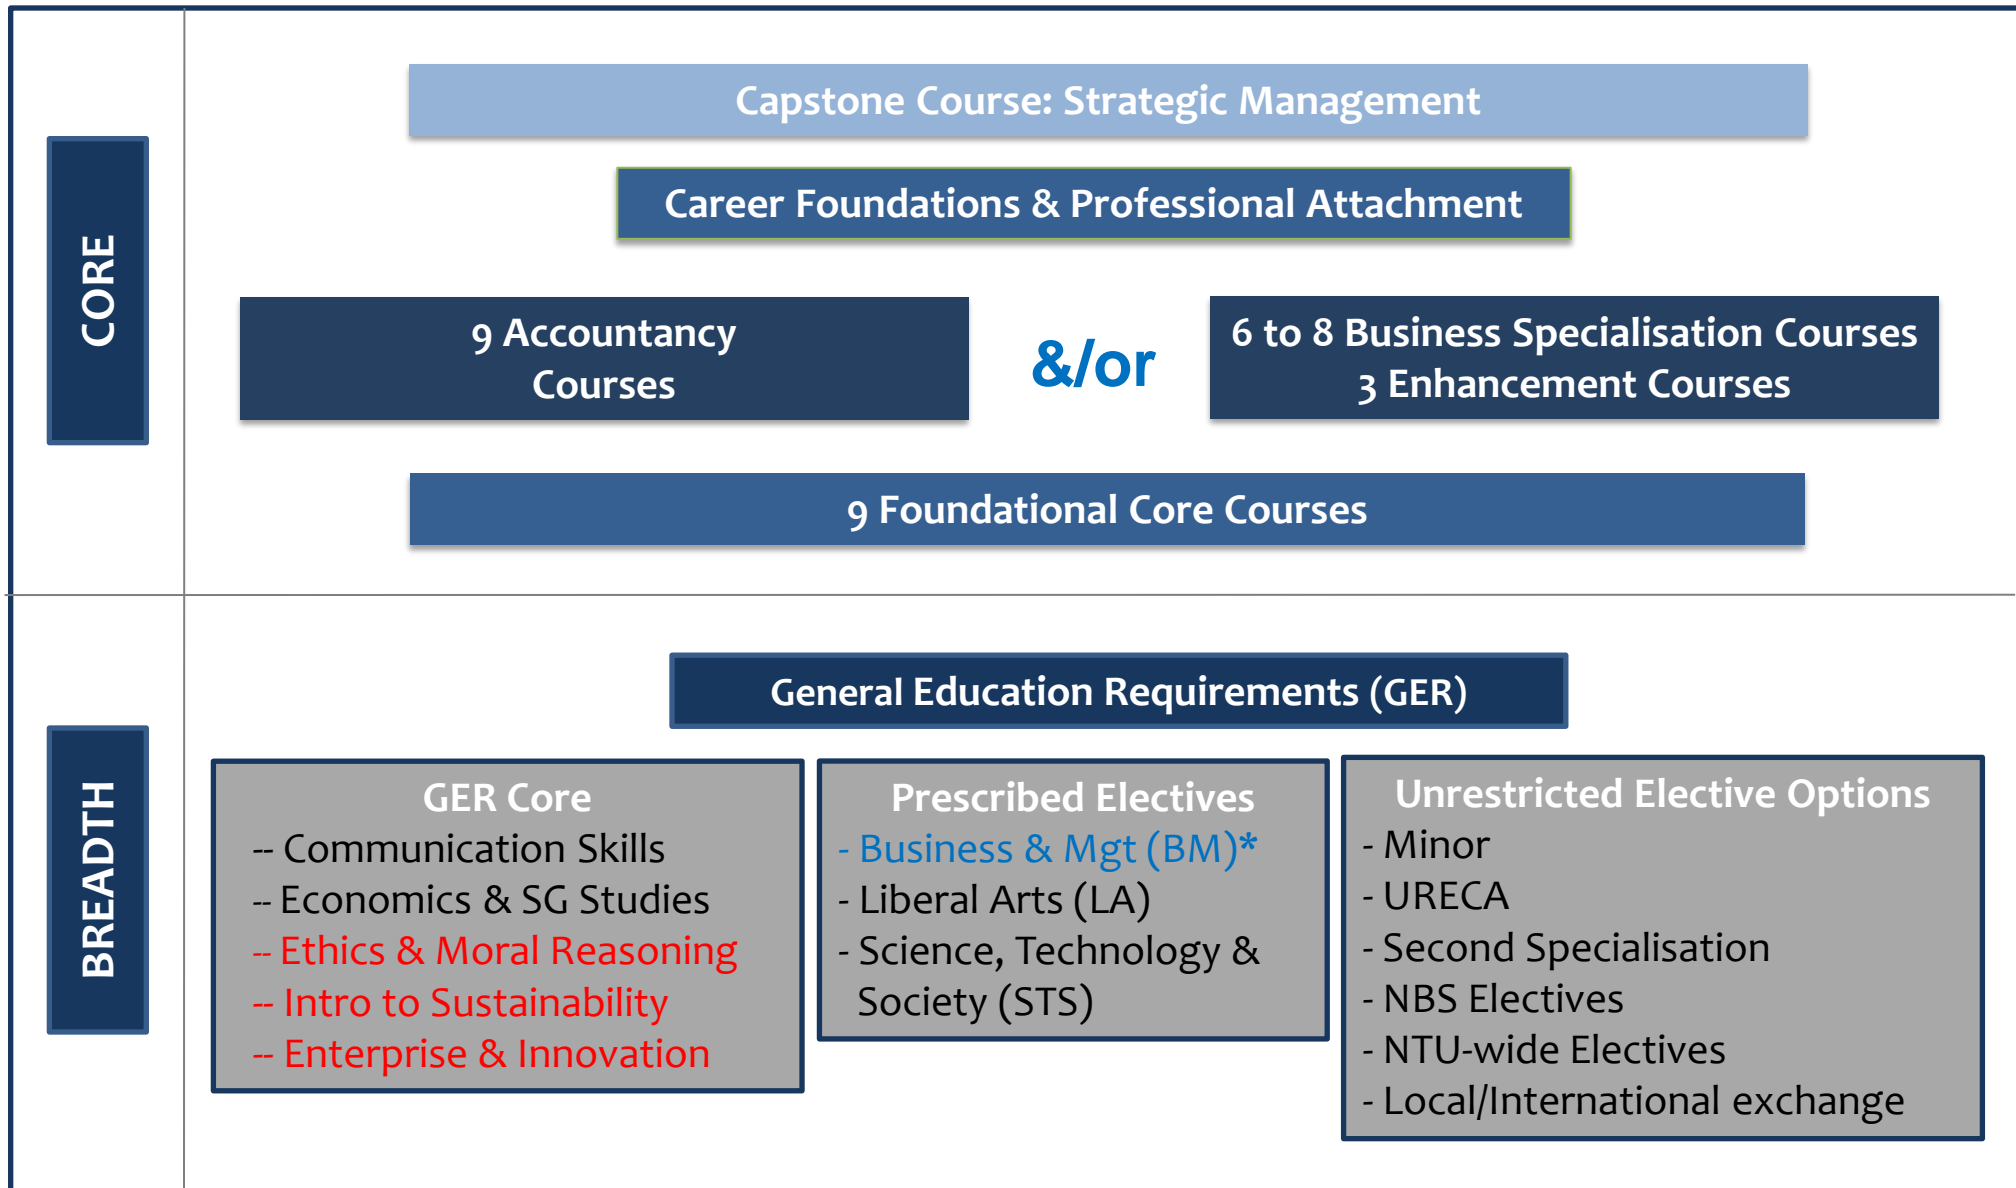 CORE
Capstone Course: Strategic Management
Career Foundations & Professional Attachment
9 Accountancy
Courses
&/or
6 to 8 Business Specialisation Courses
3 Enhancement Courses
9 Foundational Core Courses
BREADTH
General Education Requirements (GER)
GER Core
-- Communication Skills
-- Economics & SG Studies
-- Ethics & Moral Reasoning
-- Intro to Sustainability
-- Enterprise & Innovation
Prescribed Electives
- Business & Mgt (BM)*
- Liberal Arts (LA)
- Science, Technology &
Society (STS)
Unrestricted Elective Options
- Minor
- URECA
- Second Specialisation
- NBS Electives
- NTU-wide Electives
- Local/International exchange